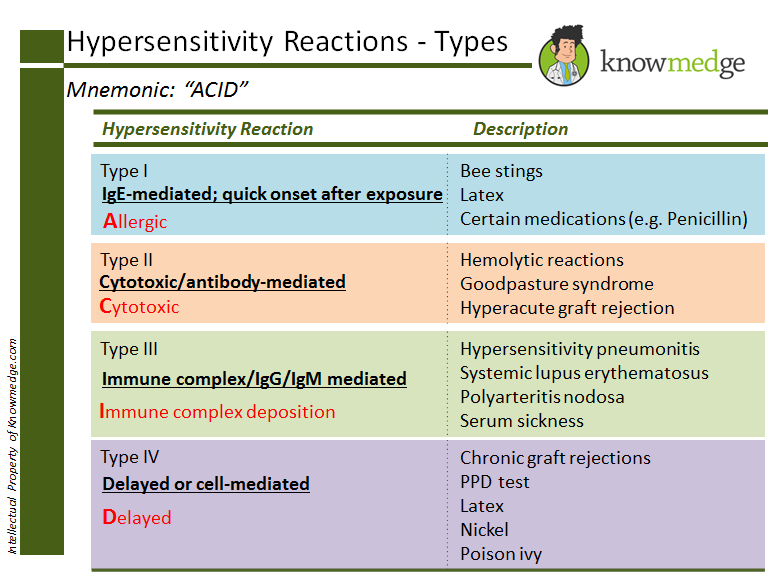 Hypersensitivity Reactions - Types
knowmedge
Mnemonic: “ACID”
Hypersensitivity Reaction
Description
Type I
IgE-mediated; quick onset after exposure
Allergic
Bee stings
Latex
Certain medications (e.g. Penicillin)
Type II
Cytotoxic/antibody-mediated
Cytotoxic
Hemolytic reactions
Goodpasture syndrome
Hyperacute graft rejection
Type III
Immune complex/IgG/IgM mediated
Immune complex deposition
Hypersensitivity pneumonitis
Systemic lupus erythematosus
Polyarteritis nodosa
Serum sickness
Type IV
Delayed or cell-mediated
Delayed
Chronic graft rejections
PPD test
Latex
Nickel
Poison ivy
Intellectual Property of Knowmedge.com